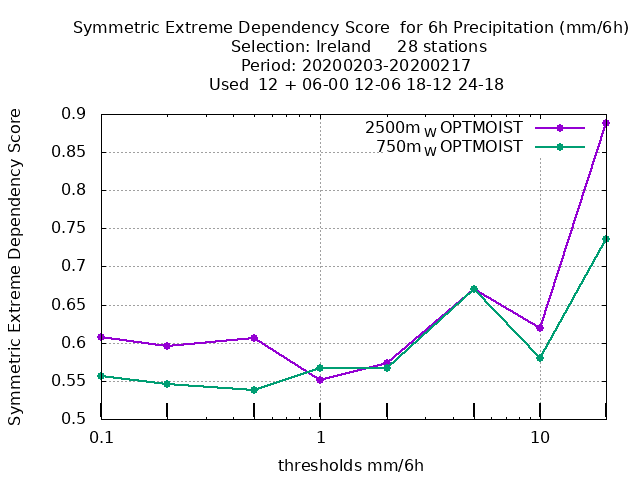 Symmetric Extreme Dependency Score  for 6h Precipitation (mm/6h)
Selection: Ireland     28 stations
Period: 20200203-20200217
Used  12 + 06-00 12-06 18-12 24-18
2500m W OPTMOIST
750m W OPTMOIST
Symmetric Extreme Dependency Score
0.9
0.85
0.8
0.75
0.7
0.65
0.6
0.55
0.5
0.1 1 10
thresholds mm/6h